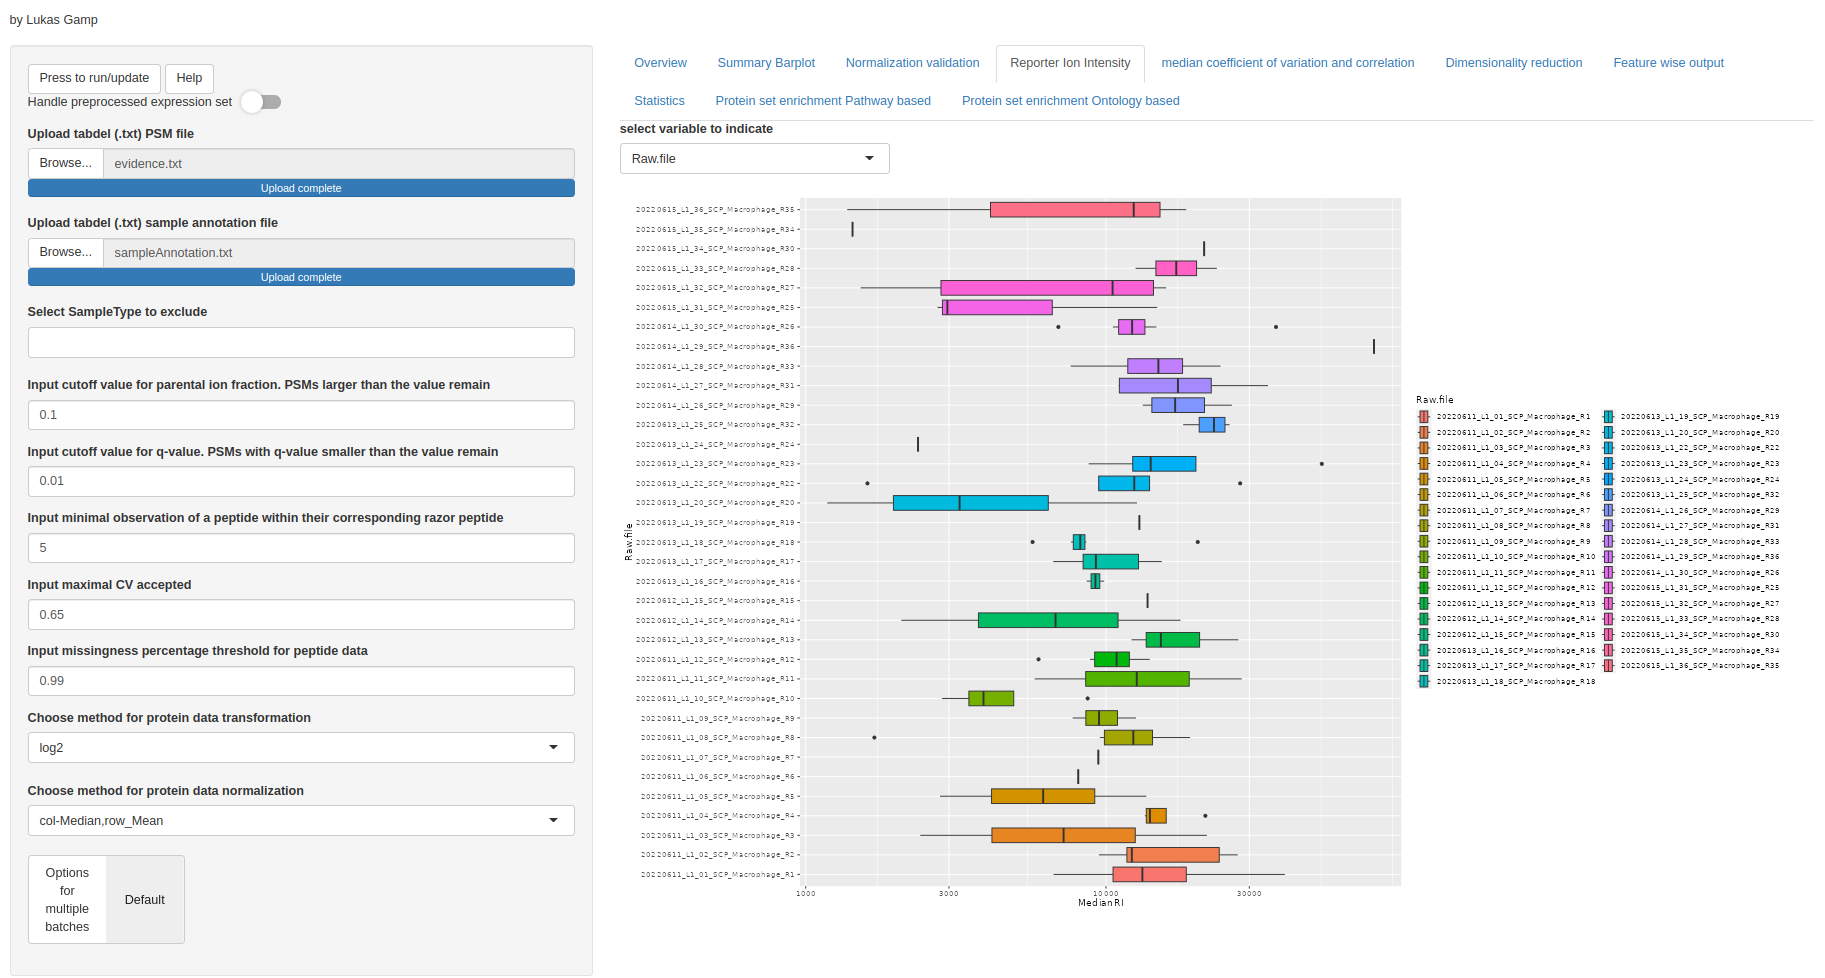 by Lukas Gamp
Press to run/update
Help
Handle preprocessed expression set
Upload tabdel (.txt) PSM file
Browse...
evidence.txt
Upload complete
Upload tabdel (.txt) sample annotation file
Browse...
sampleAnnotation.txt
Upload complete
Select SampleType to exclude
Input cutoff value for parental ion fraction. PSMs larger than the value remain
0.1
Input cutoff value for q-value. PSMs with q-value smaller than the value remain
0.01
Input minimal observation of a peptide within their corresponding razor peptide
5
Input maximal CV accepted
0.65
Input missingness percentage threshold for peptide data
0.99
Choose method for protein data transformation
log2
Choose method for protein data normalization
col-Median,row_Mean
Options
for
multiple
batches
Default
Overview
Summary Barplot
Normalization validation
Reporter Ion Intensity
median coefficient of variation and correlation
Dimensionality reduction
Feature wise output
Statistics
Protein set enrichment Pathway based
Protein set enrichment Ontology based
select variable to indicate
Raw.file
20220615_L1_36_SCP_Macrophage_R35
20220615_L1_35_SCP_Macrophage_R34
20220615_L1_34_SCP_Macrophage_R30
20220615_L1_33_SCP_Macrophage_R28
20220615_L1_32_SCP_Macrophage_R27
20220615_L1_31_SCP_Macrophage_R25
20220614_L1_30_SCP_Macrophage_R26
20220614_L1_29_SCP_Macrophage_R36
20220614_L1_28_SCP_Macrophage_R33
20220614_L1_27_SCP_Macrophage_R31
20220614_L1_26_SCP_Macrophage_R29
20220613_L1_25_SCP_Macrophage_R32
20220613_L1_24_SCP_Macrophage_R24
20220613_L1_23_SCP_Macrophage_R23
20220613_L1_22_SCP_Macrophage_R22
20220613_L1_20_SCP_Macrophage_R20
20220613_L1_19_SCP_Macrophage_R19
20220613_L1_18_SCP_Macrophage_R18
20220613_L1_17_SCP_Macrophage_R17
20220613_L1_16_SCP_Macrophage_R16
20220612_L1_15_SCP_Macrophage_R15
20220612_L1_14_SCP_Macrophage_R14
20220612_L1_13_SCP_Macrophage_R13
20220611_L1_12_SCP_Macrophage_R12
20220611_L1_11_SCP_Macrophage_R11
20220611_L1_10_SCP_Macrophage_R10
20220611_L1_09_SCP_Macrophage_R9
20220611_L1_08_SCP_Macrophage_R8
20220611_L1_07_SCP_Macrophage_R7
20220611_L1_06_SCP_Macrophage_R6
20220611_L1_05_SCP_Macrophage_R5
20220611_L1_04_SCP_Macrophage_R4
20220611_L1_03_SCP_Macrophage_R3
20220611_L1_02_SCP_Macrophage_R2
20220611_L1_01_SCP_Macrophage_R1
Raw.file
1000
3000
10000
30000
MedianRI
Raw.file
20220611_L1_01_SCP_Macrophage_R1
20220611_L1_02_SCP_Macrophage_R2
20220611_L1_03_SCP_Macrophage_R3
20220611_L1_04_SCP_Macrophage_R4
20220611_L1_05_SCP_Macrophage_R5
20220611_L1_06_SCP_Macrophage_R6
20220611_L1_07_SCP_Macrophage_R7
20220611_L1_08_SCP_Macrophage_R8
20220611_L1_09_SCP_Macrophage_R9
20220611_L1_10_SCP_Macrophage_R10
20220611_L1_11_SCP_Macrophage_R11
20220611_L1_12_SCP_Macrophage_R12
20220612_L1_13_SCP_Macrophage_R13
20220612_L1_14_SCP_Macrophage_R14
20220612_L1_15_SCP_Macrophage_R15
20220613_L1_16_SCP_Macrophage_R16
20220613_L1_17_SCP_Macrophage_R17
20220613_L1_18_SCP_Macrophage_R18
20220613_L1_19_SCP_Macrophage_R19
20220613_L1_20_SCP_Macrophage_R20
20220613_L1_22_SCP_Macrophage_R22
20220613_L1_23_SCP_Macrophage_R23
20220613_L1_24_SCP_Macrophage_R24
20220613_L1_25_SCP_Macrophage_R32
20220614_L1_26_SCP_Macrophage_R29
20220614_L1_27_SCP_Macrophage_R31
20220614_L1_28_SCP_Macrophage_R33
20220614_L1_29_SCP_Macrophage_R36
20220614_L1_30_SCP_Macrophage_R26
20220615_L1_31_SCP_Macrophage_R25
20220615_L1_32_SCP_Macrophage_R27
20220615_L1_33_SCP_Macrophage_R28
20220615_L1_34_SCP_Macrophage_R30
20220615_L1_35_SCP_Macrophage_R34
20220615_L1_36_SCP_Macrophage_R35